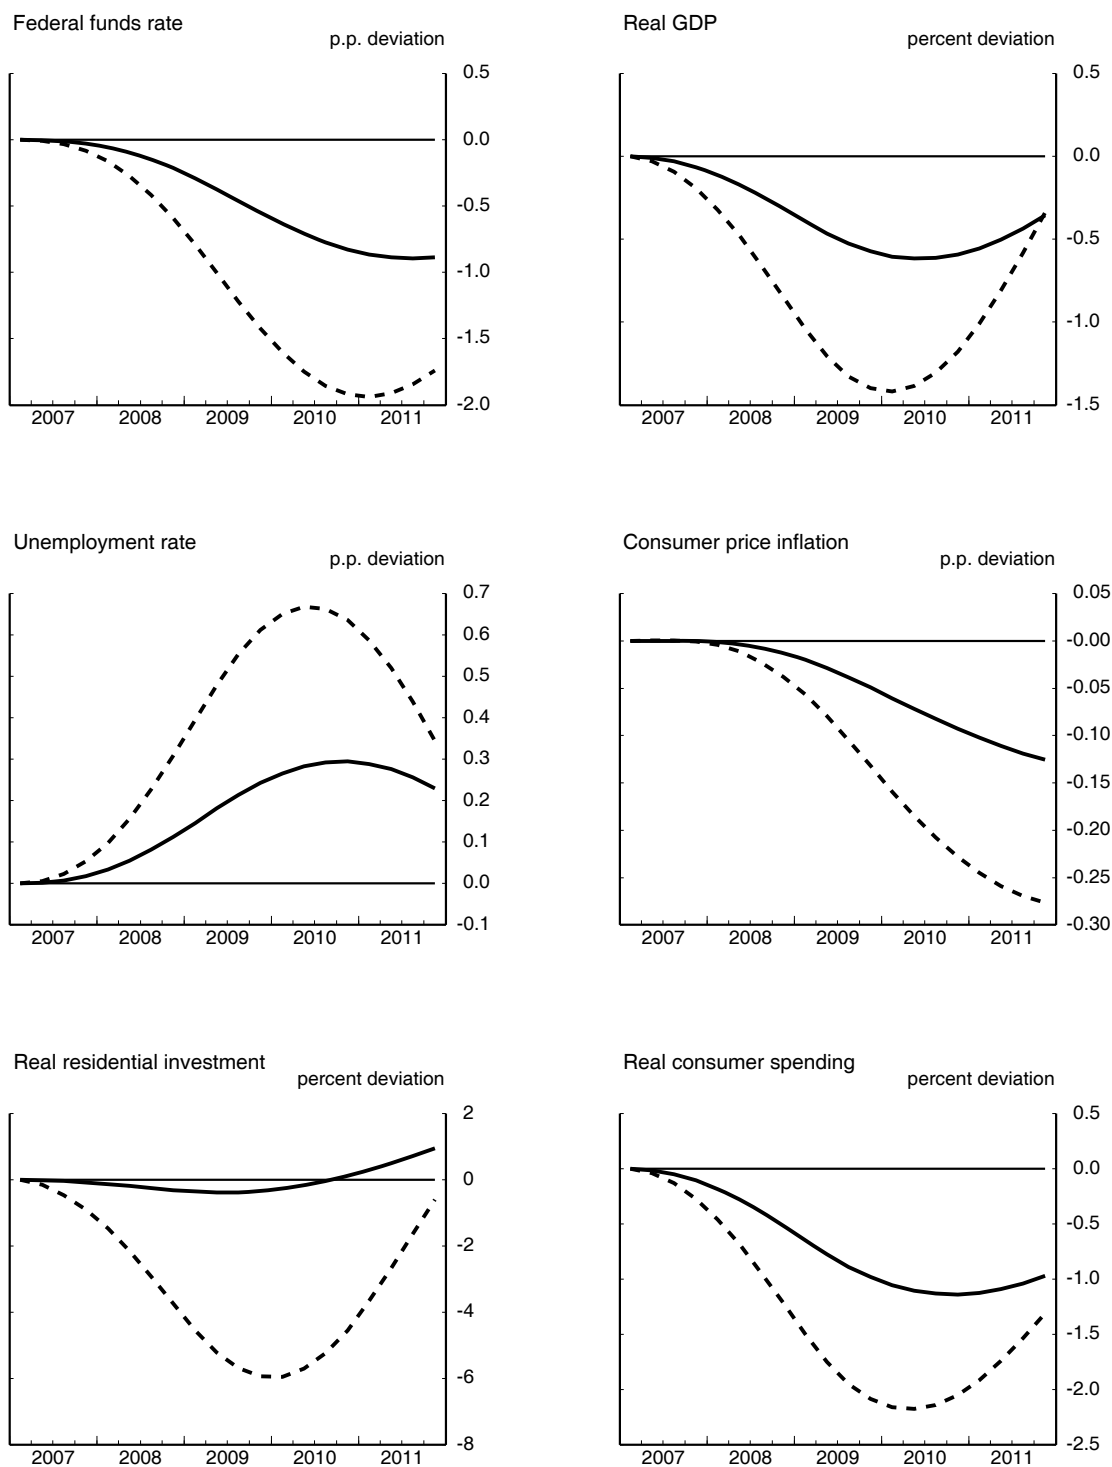 Federal funds rate
p.p. deviation
0.5
0.0
-0.5
-1.0
-1.5
-2.0
2007 2008 2009 2010 2011
Real GDP
percent deviation
0.5
0.0
-0.5
-1.0
-1.5
2007 2008 2009 2010 2011
Unemployment rate
p.p. deviation
0.7
0.6
0.5
0.4
0.3
0.2
0.1
0.0
-0.1
2007 2008 2009 2010 2011
Consumer price inflation
p.p. deviation
0.05
-0.00
-0.05
-0.10
-0.15
-0.20
-0.25
-0.30
2007 2008 2009 2010 2011
Real residential investment
percent deviation
2
0
-2
-4
-6
-8
2007 2008 2009 2010 2011
Real consumer spending
percent deviation
0.5
0.0
-0.5
-1.0
-1.5
-2.0
-2.5
2007 2008 2009 2010 2011